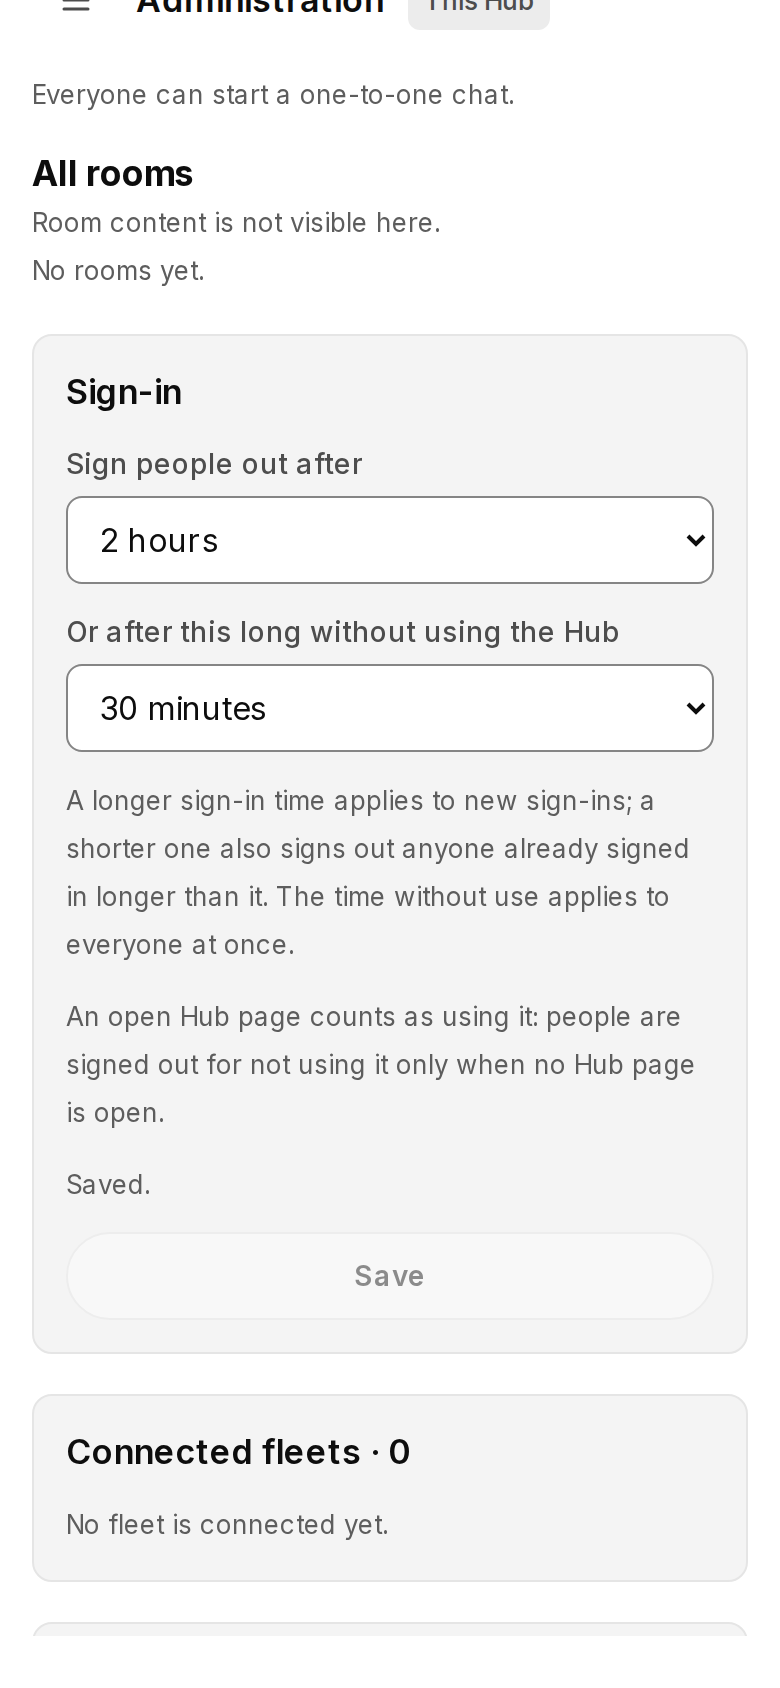 Administration This Hub
Everyone can start a one-to-one chat.
All rooms
Room content is not visible here.
No rooms yet.
Sign-in
Sign people out after
2 hours
Or after this long without using the Hub
30 minutes
A longer sign-in time applies to new sign-ins; a
shorter one also signs out anyone already signed
in longer than it. The time without use applies to
everyone at once.
An open Hub page counts as using it: people are
signed out for not using it only when no Hub page
is open.
Saved.
Save
Connected fleets · 0
No fleet is connected yet.